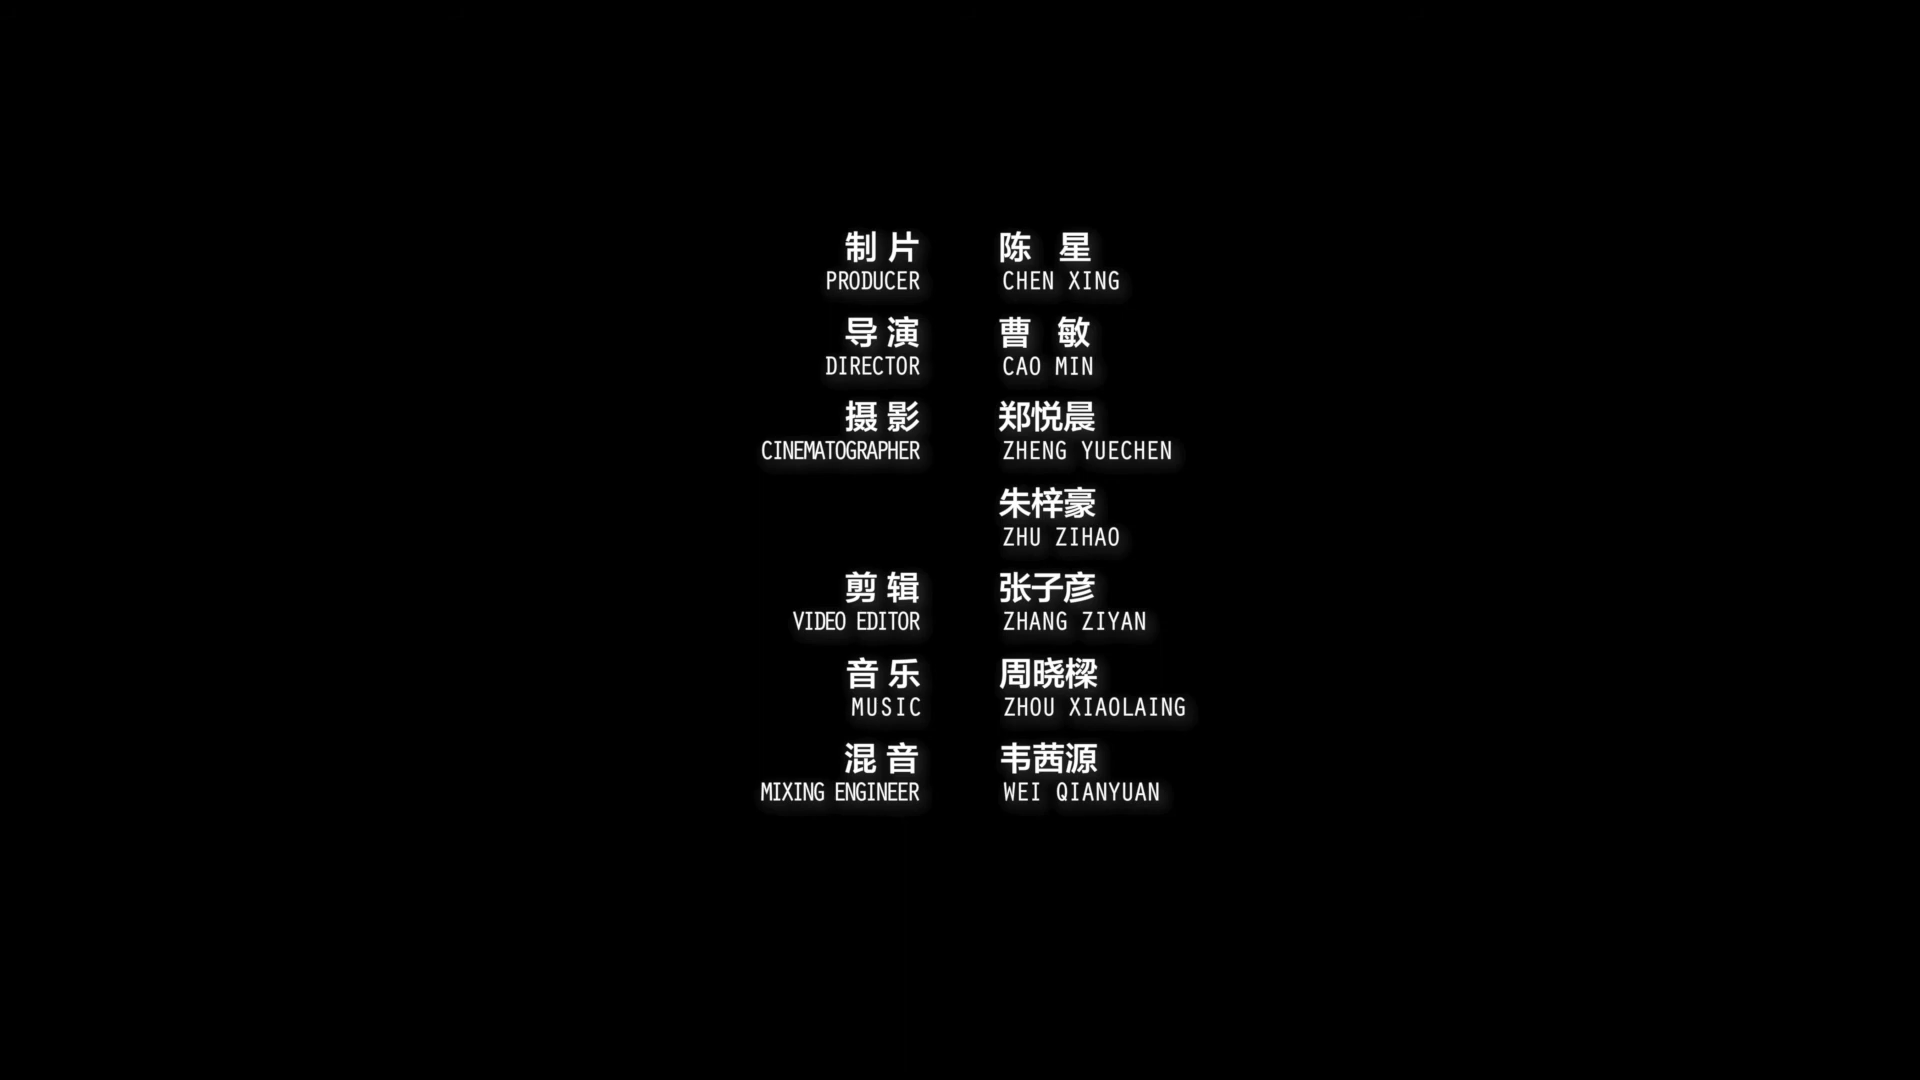 制片 陈 星
PRODUCER CHEN XING
导演 曹 敏
DIRECTOR CAO MIN
摄影 郑悦晨
CINEMATOGRAPHER ZHENG YUECHEN
朱梓豪
ZHU ZIHAO
剪辑 张子彦
VIDEO EDITOR ZHANG ZIYAN
音乐 周晓樑
MUSIC ZHOU XIAOLAING
混音 韦茜源
MIXING ENGINEER WEI QIANYUAN